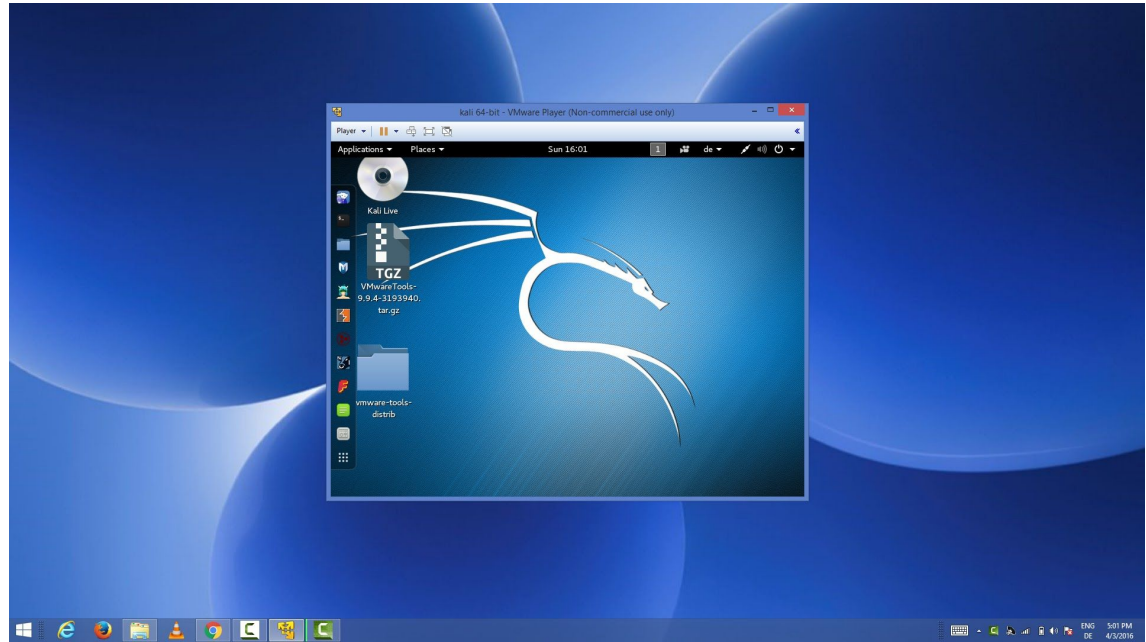 kali 64-bit - VMware Player (Non-commercial use only)
Player
Applications Places Sun 16:01 1 de
Kali Live
TGZ
VMwareTools-
9.9.4-3193940.
tar.gz
vmware-tools-
distrib
ENG 5:01 PM
DE 4/3/2016